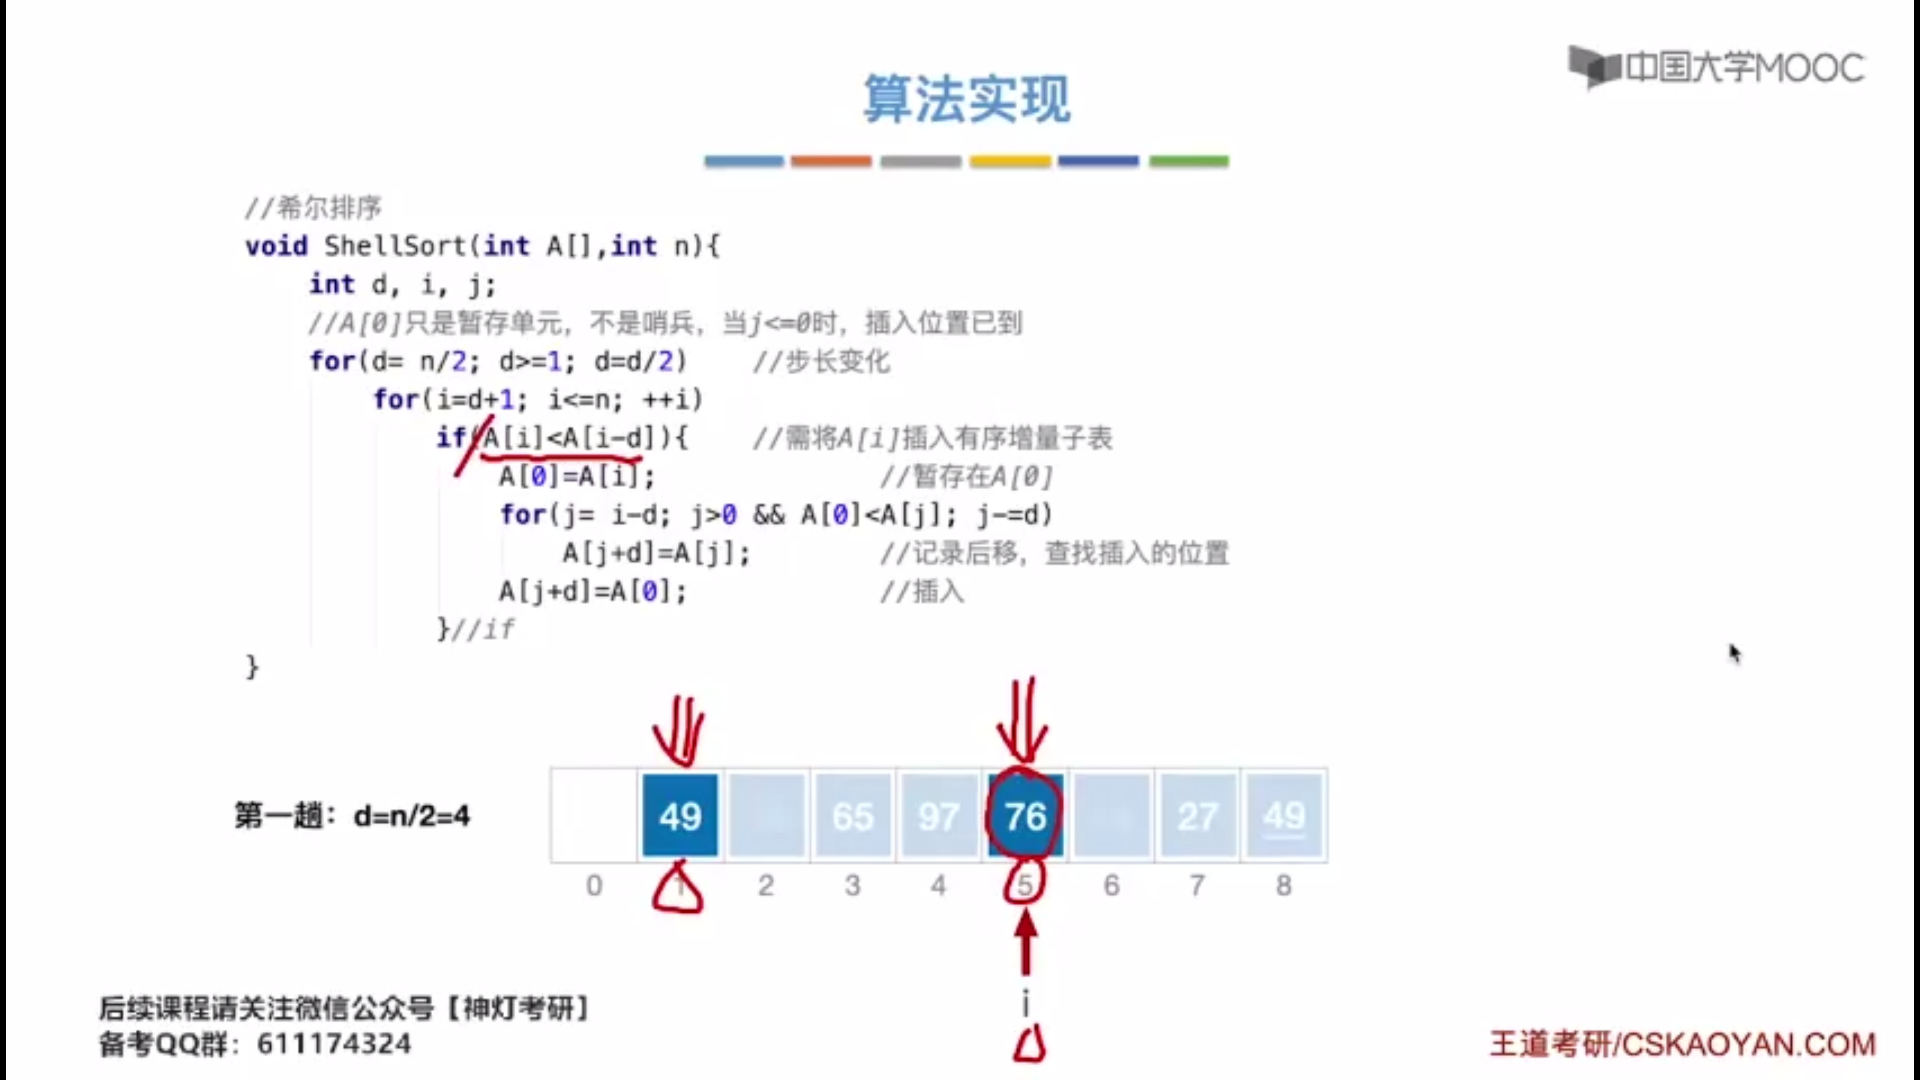 中国大学MOOC
算法实现
//希尔排序
void ShellSort(int A[],int n){
int d, i, j;
//A[0]只是暂存单元，不是哨兵，当j<=0时，插入位置已到
for(d= n/2; d>=1; d=d/2) //步长变化
for(i=d+1; i<=n; ++i)
if(A[i]<A[i-d]){ //需将A[i]插入有序增量子表
A[0]=A[i]; //暂存在A[0]
for(j= i-d; j>0 && A[0]<A[j]; j-=d)
A[j+d]=A[j]; //记录后移，查找插入的位置
A[j+d]=A[0]; //插入
}//if
}
第一趟：d=n/2=4 49 65 97 76 27 49
0 1 2 3 4 5 6 7 8
i
后续课程请关注微信公众号【神灯考研】
备考QQ群：611174324
王道考研/CSKAOYAN.COM